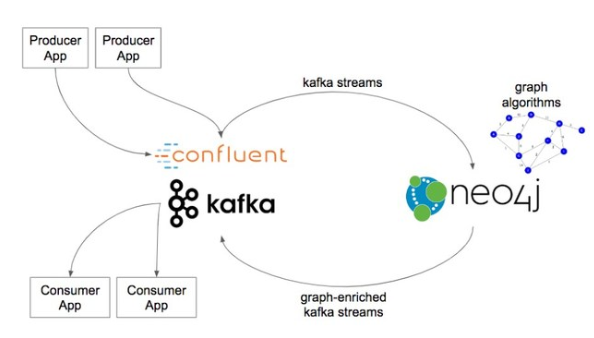 Producer
App
Producer
App
kafka streams
graph
algorithms
confluent
kafka
neo4j
Consumer
App
Consumer
App
graph-enriched
kafka streams